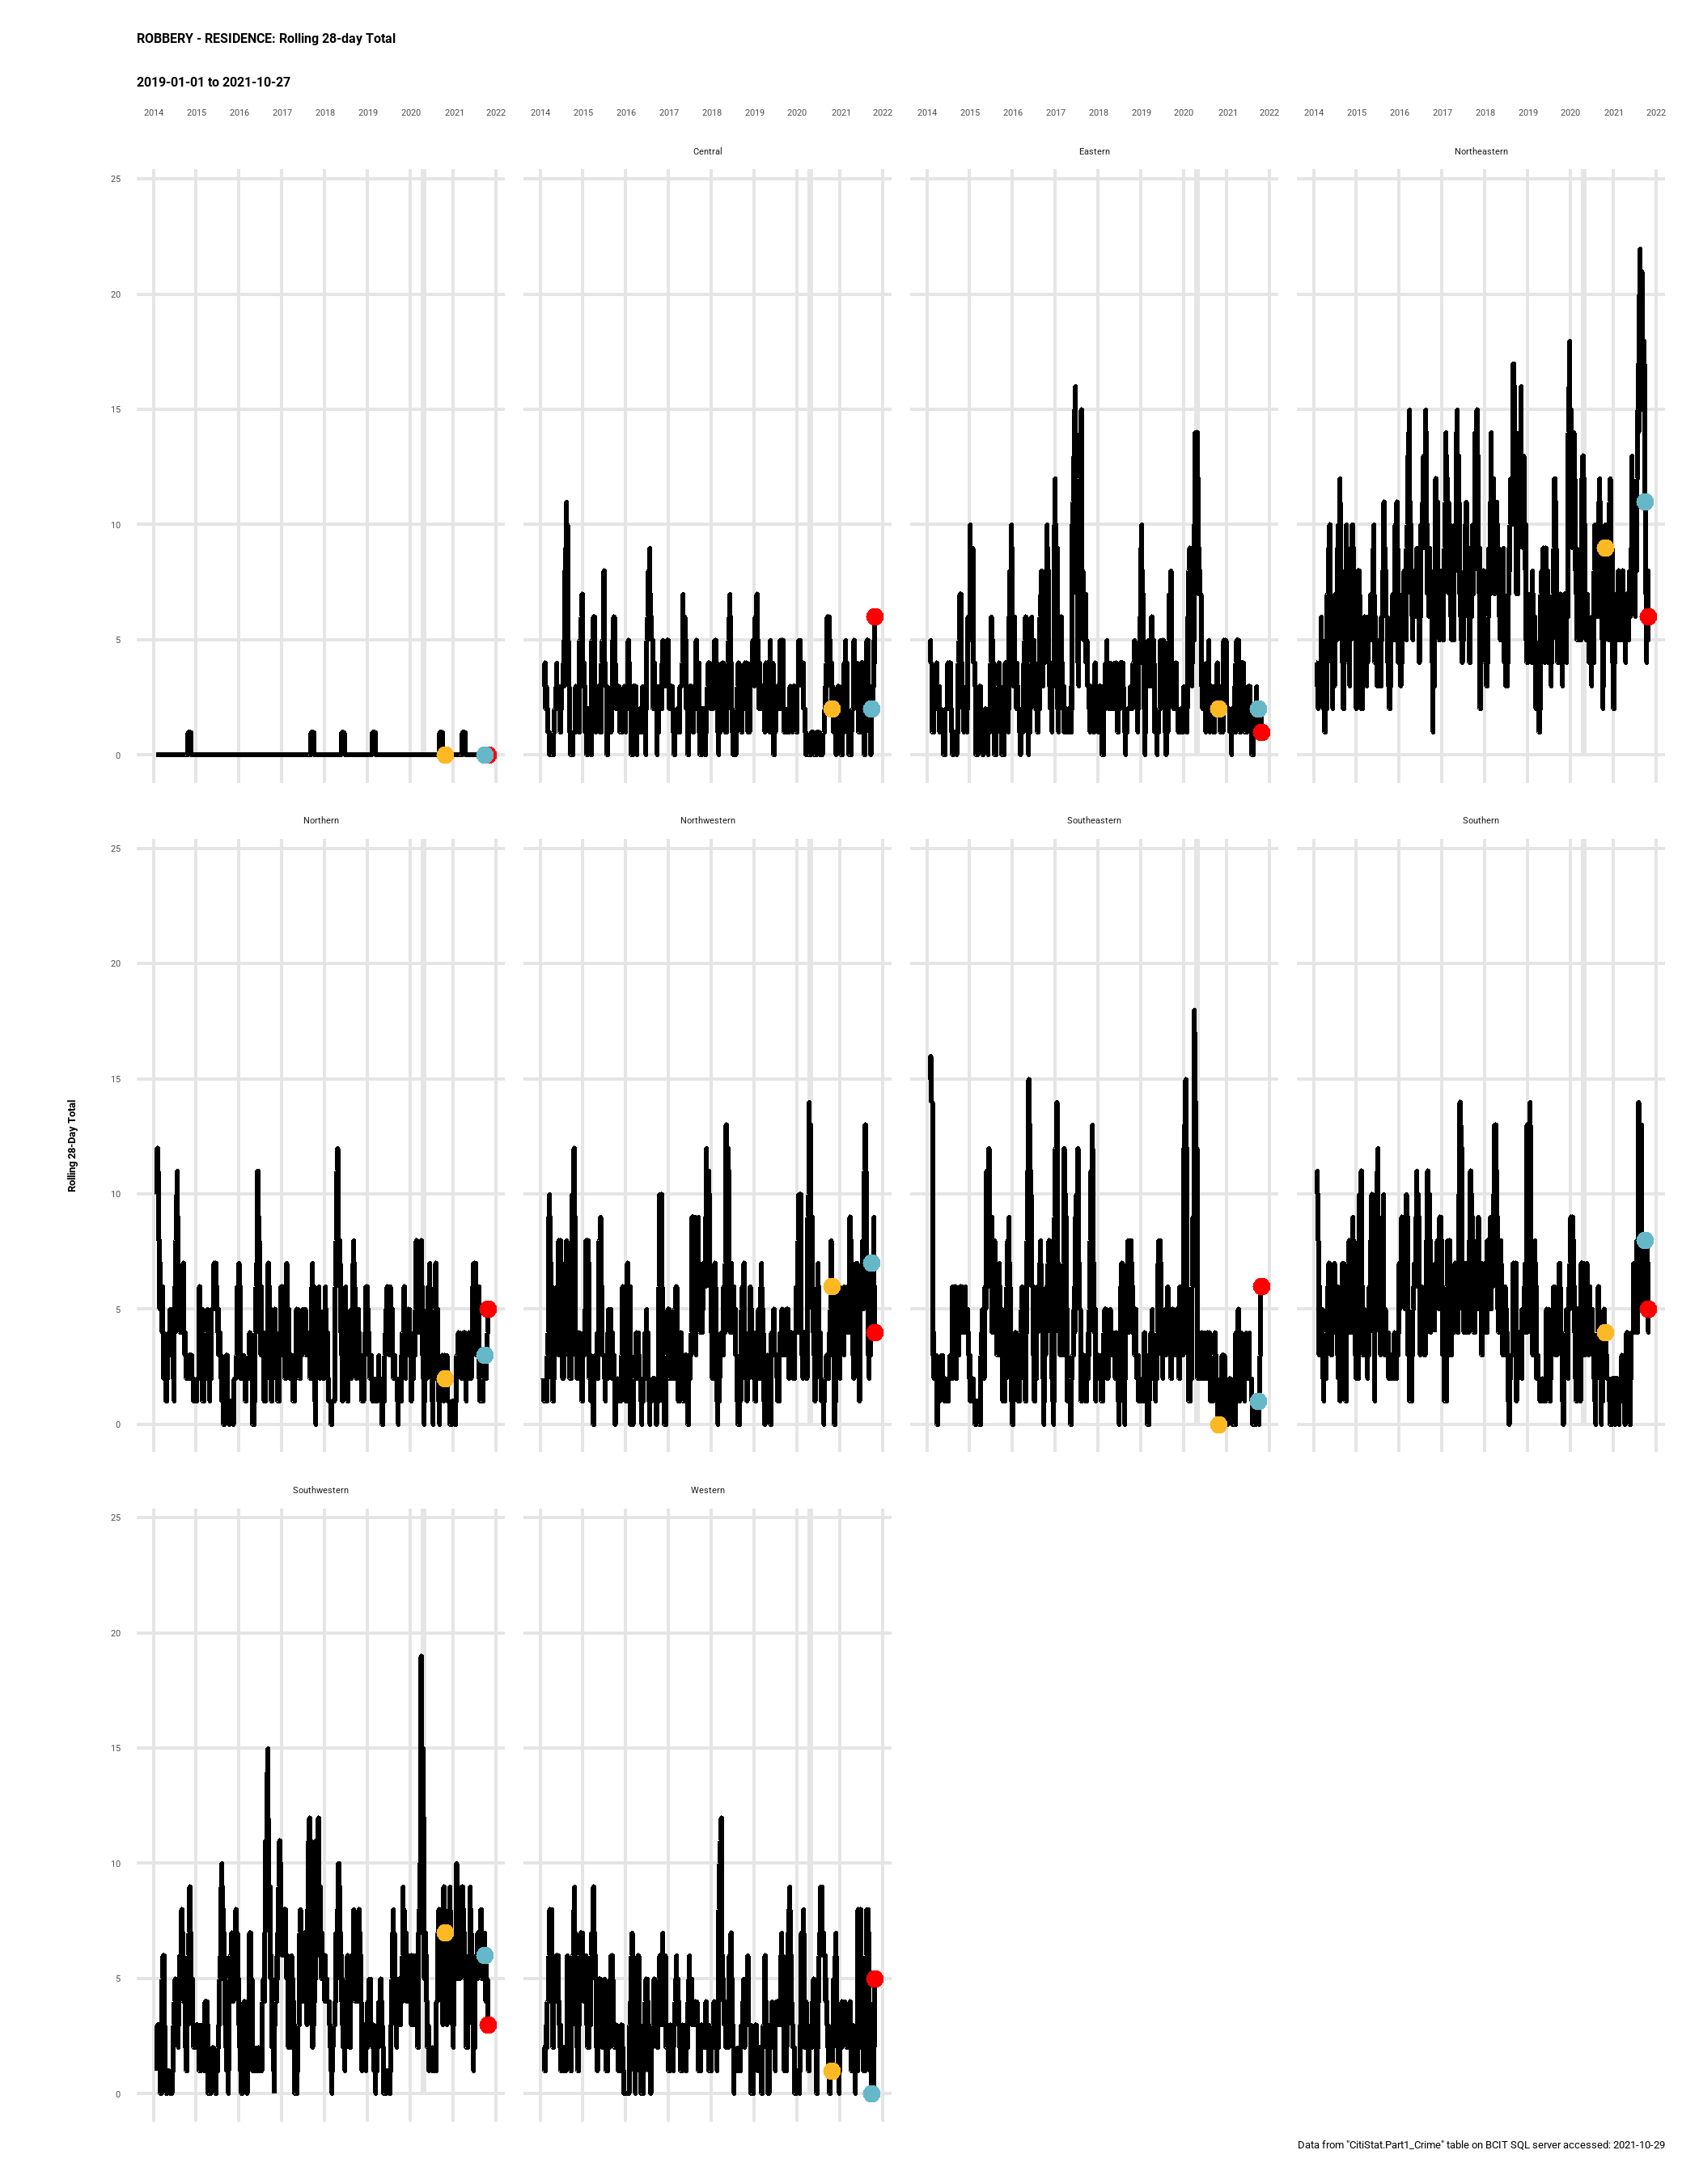 ROBBERY - RESIDENCE: Rolling 28-day Total
2019-01-01 to 2021-10-27
2014 2015 2016 2017 2018 2019 2020 2021 2022 2014 2015 2016 2017 2018 2019 2020 2021 2022 2014 2015 2016 2017 2018 2019 2020 2021 2022 2014 2015 2016 2017 2018 2019 2020 2021 2022
Central Eastern Northeastern
25
20
15
10
5
0
Northern Northwestern Southeastern Southern
25
20
15
10
5
0
Rolling 28-Day Total
Southwestern Western
25
20
15
10
5
0
Data from "CitiStat.Part1_Crime" table on BCIT SQL server accessed: 2021-10-29